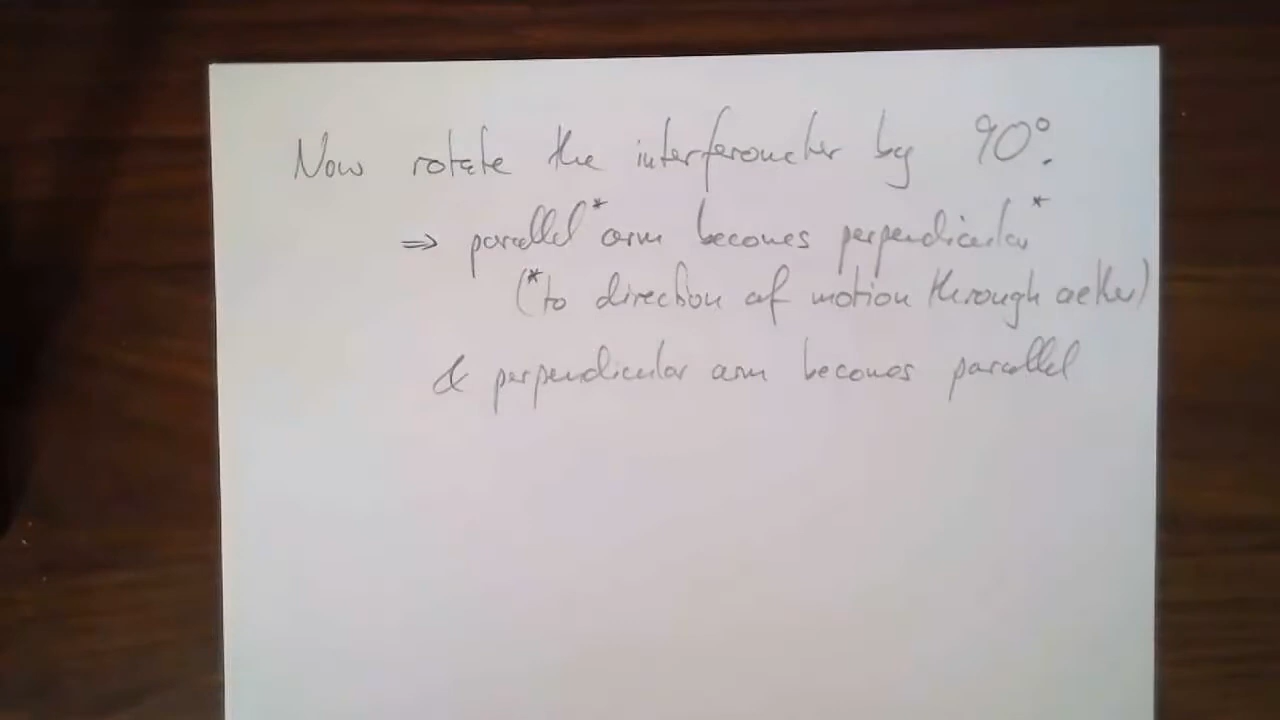 Now rotate the interferometer by 90°.
⇒ parallel* arm becomes perpendicular*
(*to direction of motion through aether)
& perpendicular arm becomes parallel